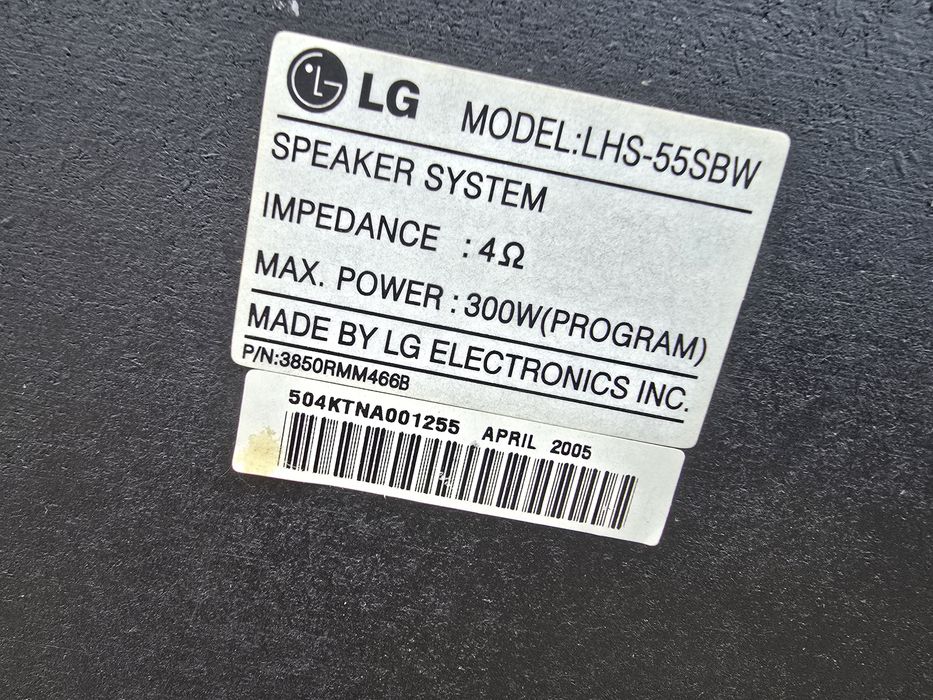 LG MODEL:LHS-55SBW
SPEAKER SYSTEM
IMPEDANCE : 4Ω
MAX. POWER : 300W(PROGRAM)
MADE BY LG ELECTRONICS INC.
P/N:3850RMM466B
504KTNA001255 APRIL 2005